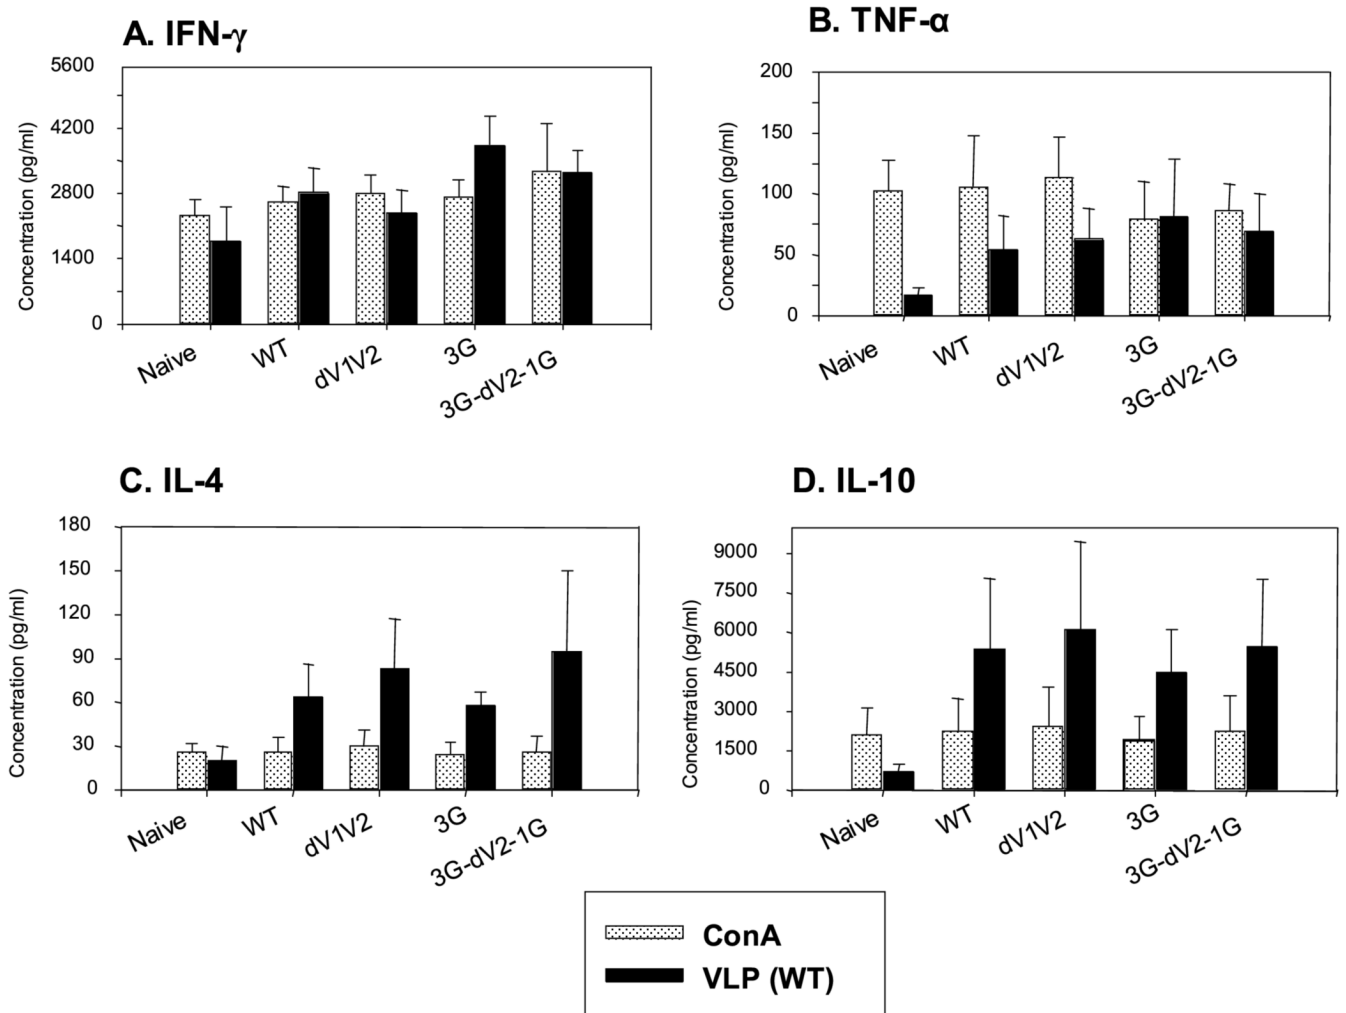 A. IFN-γ
Concentration (pg/ml)
5600
4200
2800
1400
0
Naive
WT
dV1V2
3G
3G-dV2-1G
B. TNF-α
Concentration (pg/ml)
200
150
100
50
0
Naive
WT
dV1V2
3G
3G-dV2-1G
C. IL-4
Concentration (pg/ml)
180
150
120
90
60
30
0
Naive
WT
dV1V2
3G
3G-dV2-1G
D. IL-10
Concentration (pg/ml)
9000
7500
6000
4500
3000
1500
0
Naive
WT
dV1V2
3G
3G-dV2-1G
ConA
VLP (WT)